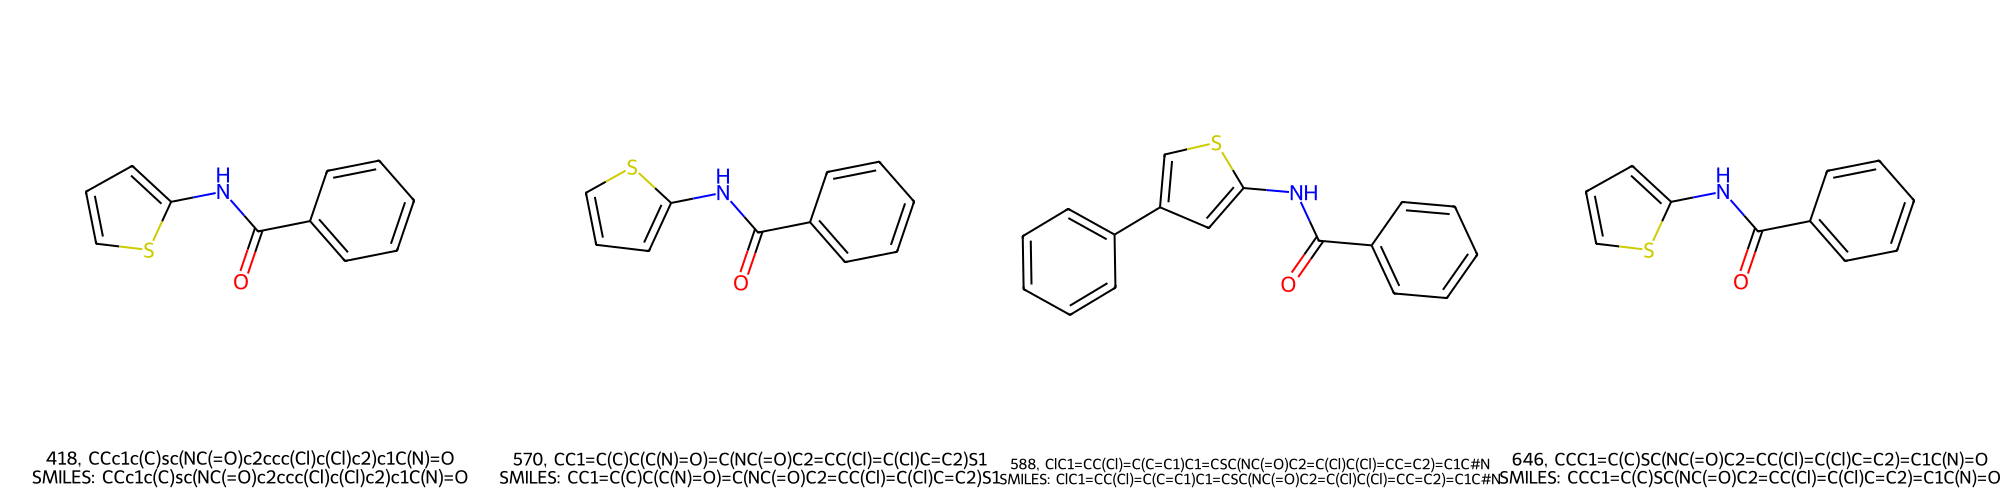 S
H
N
O
S
H
N
O
S
NH
O
H
N
S
O
418, CCc1c(C)sc(NC(=O)c2ccc(Cl)c(Cl)c2)c1C(N)=O
SMILES: CCc1c(C)sc(NC(=O)c2ccc(Cl)c(Cl)c2)c1C(N)=O
570, CC1=C(C)C(C(N)=O)=C(NC(=O)C2=CC(Cl)=C(Cl)C=C2)S1
SMILES: CC1=C(C)C(C(N)=O)=C(NC(=O)C2=CC(Cl)=C(Cl)C=C2)S1
588, ClC1=CC(Cl)=C(C=C1)C1=CSC(NC(=O)C2=C(Cl)C(Cl)=CC=C2)=C1C#N
SMILES: ClC1=CC(Cl)=C(C=C1)C1=CSC(NC(=O)C2=C(Cl)C(Cl)=CC=C2)=C1C#N
646, CCC1=C(C)SC(NC(=O)C2=CC(Cl)=C(Cl)C=C2)=C1C(N)=O
SMILES: CCC1=C(C)SC(NC(=O)C2=CC(Cl)=C(Cl)C=C2)=C1C(N)=O